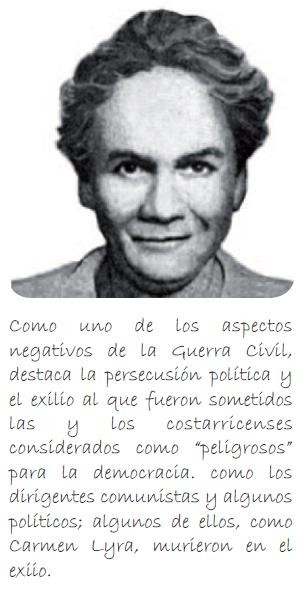 Como uno de los aspectos
negativos de la Guerra Civil,
destaca la persecusión política y
el exilio al que fueron sometidos
las y los costarricenses
considerados como “peligrosos”
para la democracia. como los
dirigentes comunistas y algunos
políticos; algunos de ellos, como
Carmen Lyra, murieron en el
exiio.